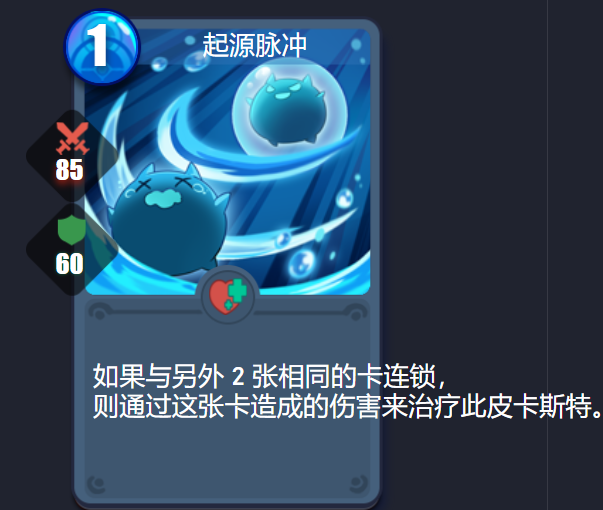 1
起源脉冲
85
60
如果与另外 2 张相同的卡连锁，
则通过这张卡造成的伤害来治疗此皮卡斯特。